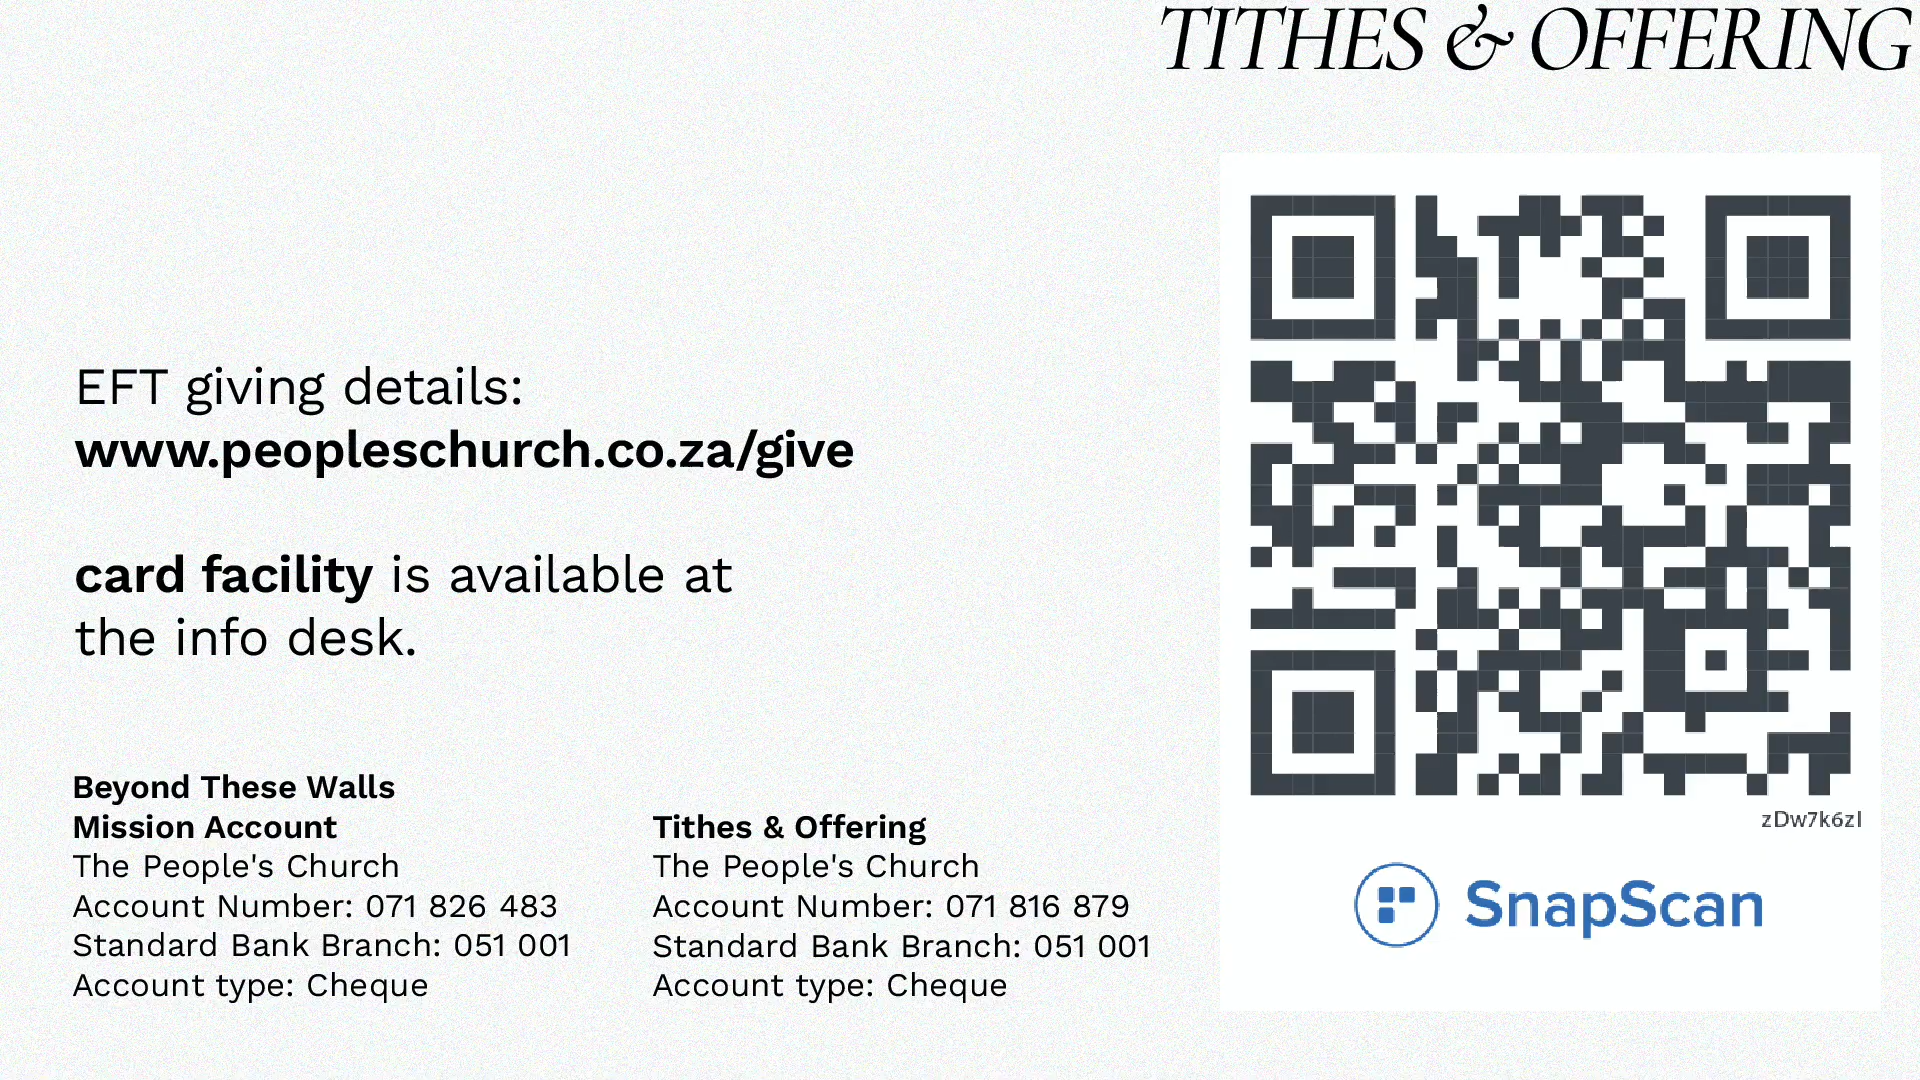 TITHES & OFFERING
EFT giving details:
www.peopleschurch.co.za/give
card facility is available at
the info desk.
Beyond These Walls
Mission Account
The People's Church
Account Number: 071 826 483
Standard Bank Branch: 051 001
Account type: Cheque
Tithes & Offering
The People's Church
Account Number: 071 816 879
Standard Bank Branch: 051 001
Account type: Cheque
zDw7k6zI
SnapScan